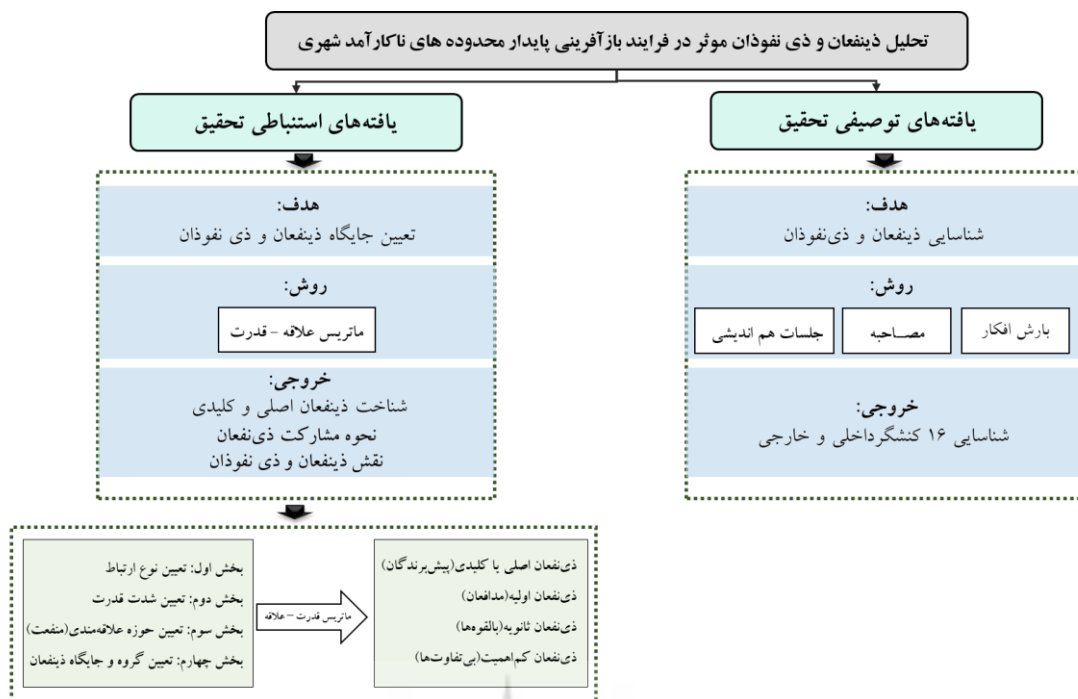 تحلیل ذینفعان و ذی نفوذان موثر در فرایند بازآفرینی پایدار محدوده های ناکارآمد شهری
یافته‌های توصیفی تحقیق
هدف:
شناسایی ذینفعان و ذی‌نفوذان
روش:
بارش افکار
مصــاحبه
جلسات هم اندیشی
خروجی:
شناسایی ۱۶ کنشگرداخلی و خارجی
یافته‌های استنباطی تحقیق
هدف:
تعیین جایگاه ذینفعان و ذی نفوذان
روش:
ماتریس علاقه – قدرت
خروجی:
شناخت ذینفعان اصلی و کلیدی
نحوه مشارکت ذی‌نفعان
نقش ذینفعان و ذی نفوذان
بخش اول: تعیین نوع ارتباط
بخش دوم: تعیین شدت قدرت
بخش سوم: تعیین حوزه علاقه‌مندی(منفعت)
بخش چهارم: تعیین گروه و جایگاه ذینفعان
ماتریس قدرت – علاقه
ذی‌نفعان اصلی یا کلیدی(پیش‌برندگان)
ذی‌نفعان اولیه(مدافعان)
ذی‌نفعان ثانویه(بالقوه‌ها)
ذی‌نفعان کم‌اهمیت(بی‌تفاوت‌ها)